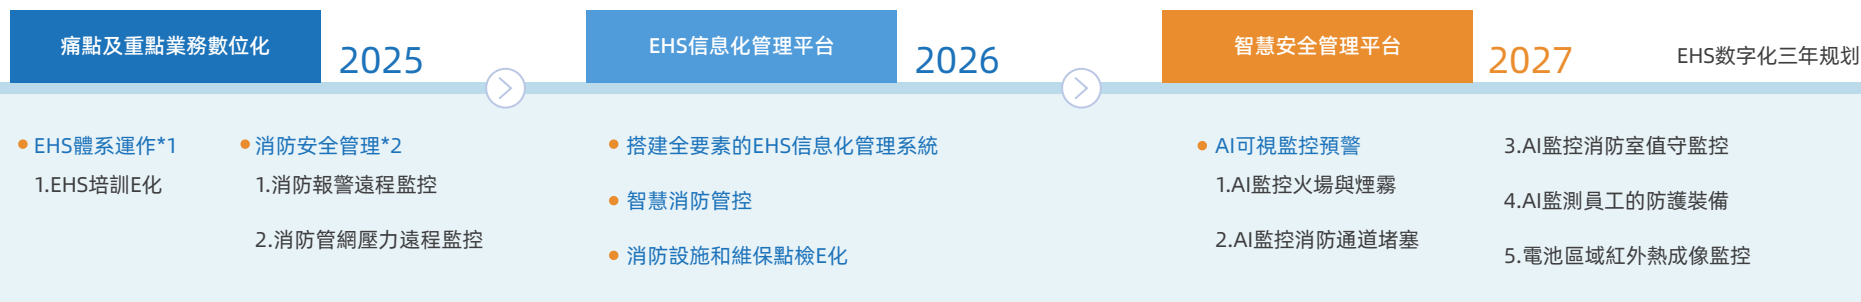 痛點及重點業務數位化
2025
EHS信息化管理平台
2026
智慧安全管理平台
2027
EHS数字化三年规划
EHS體系運作*1
1.EHS培訓E化
消防安全管理*2
1.消防報警遠程監控
2.消防管網壓力遠程監控
搭建全要素的EHS信息化管理系統
智慧消防管控
消防設施和維保點檢E化
AI可視監控預警
1.AI監控火場與煙霧
2.AI監控消防通道堵塞
3.AI監控消防室值守監控
4.AI監測員工的防護裝備
5.電池區域紅外熱成像監控